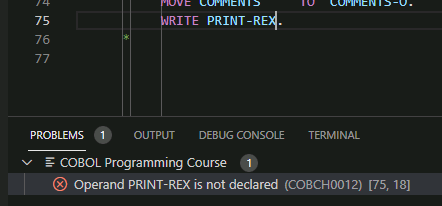 74 MOVE COMMENTS TO COMMENTS-O.
75 WRITE PRINT-REX.
76 *
77
PROBLEMS 1 OUTPUT DEBUG CONSOLE TERMINAL
COBOL Programming Course 1
Operand PRINT-REX is not declared (COBCH0012) [75, 18]